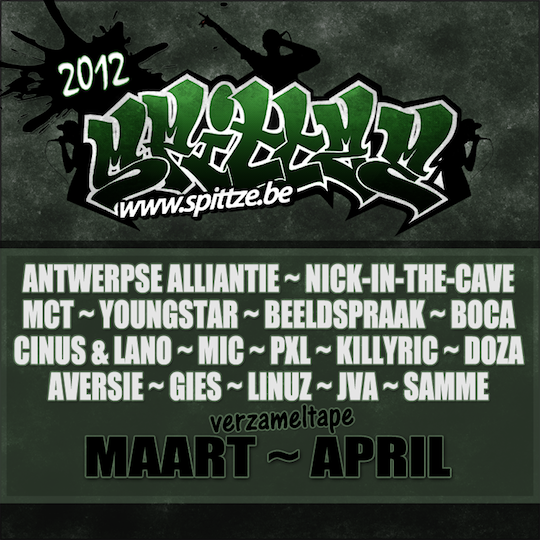 2012
SPITTZE
www.spittze.be
ANTWERPSE ALLIANTIE ~ NICK-IN-THE-CAVE
MCT ~ YOUNGSTAR ~ BEELDSPRAAK ~ BOCA
CINUS & LANO ~ MIC ~ PXL ~ KILLYRIC ~ DOZA
AVERSIE ~ GIES ~ LINUZ ~ JVA ~ SAMME
verzameltape
MAART ~ APRIL